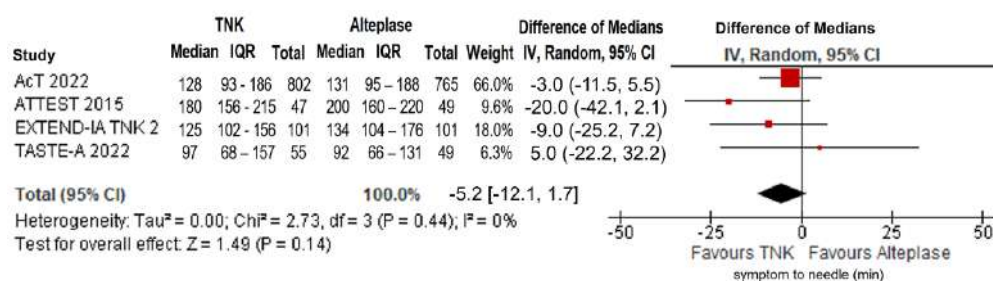 TNK Alteplase Difference of Medians Difference of Medians
Study Median IQR Total Median IQR Total Weight IV, Random, 95% CI IV, Random, 95% CI
AcT 2022 128 93 - 186 802 131 95 – 188 765 66.0% -3.0 (-11.5, 5.5)
ATTEST 2015 180 156 – 215 47 200 160 – 220 49 9.6% -20.0 (-42.1, 2.1)
EXTEND-IA TNK 2 125 102 - 156 101 134 104 – 176 101 18.0% -9.0 (-25.2, 7.2)
TASTE-A 2022 97 68 – 157 55 92 66 – 131 49 6.3% 5.0 (-22.2, 32.2)
Total (95% CI) 100.0% -5.2 [-12.1, 1.7]
Heterogeneity: Tau² = 0.00; Chi² = 2.73, df = 3 (P = 0.44); I² = 0%
Test for overall effect: Z = 1.49 (P = 0.14)
-50 -25 0 25 50
Favours TNK Favours Alteplase
symptom to needle (min)